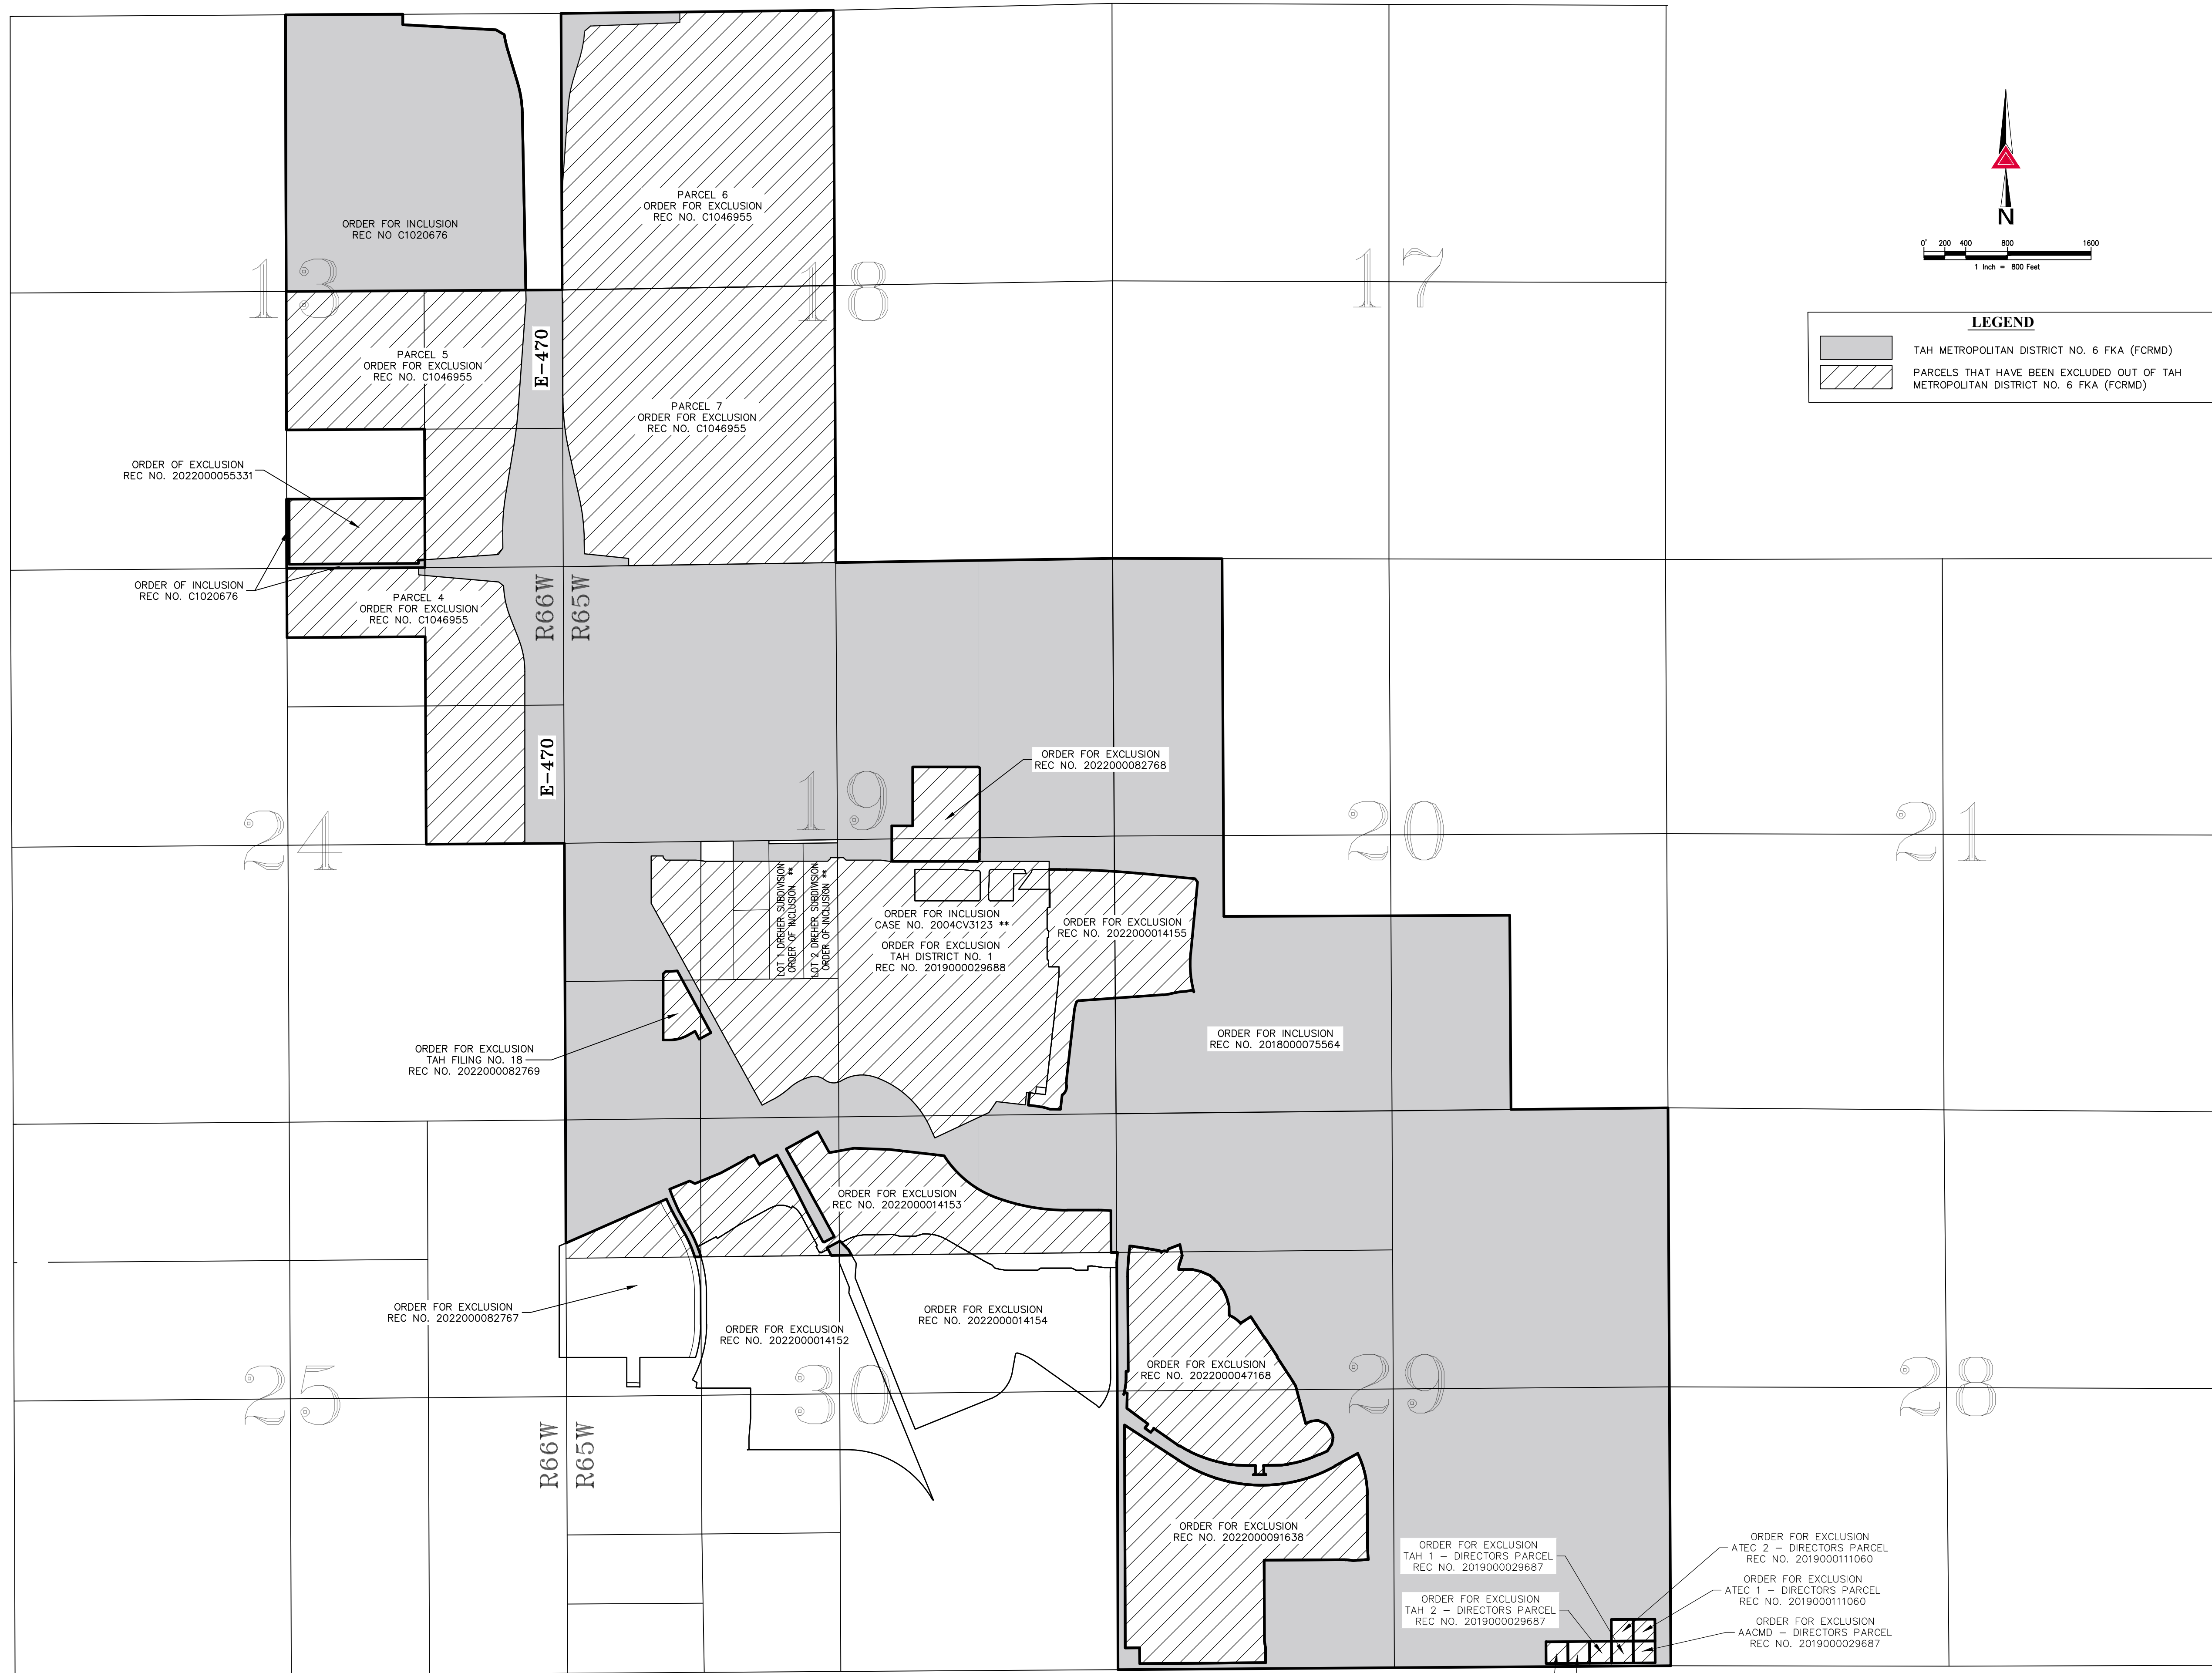 ORDER FOR INCLUSION
REC NO C1020676
PARCEL 6
ORDER FOR EXCLUSION
REC NO. C1046955
N
0' 200 400 800 1600
1 Inch = 800 Feet
13
18
17
LEGEND
TAH METROPOLITAN DISTRICT NO. 6 FKA (FCRMD)
PARCELS THAT HAVE BEEN EXCLUDED OUT OF TAH
METROPOLITAN DISTRICT NO. 6 FKA (FCRMD)
PARCEL 5
ORDER FOR EXCLUSION
REC NO. C1046955
E-470
PARCEL 7
ORDER FOR EXCLUSION
REC NO. C1046955
ORDER OF EXCLUSION
REC NO. 2022000055331
ORDER OF INCLUSION
REC NO. C1020676
PARCEL 4
ORDER FOR EXCLUSION
REC NO. C1046955
R66W
R65W
E-470
ORDER FOR EXCLUSION
REC NO. 2022000082768
24
19
20
21
LOT 1 DREHER SUBDIVISION
ORDER OF INCLUSION **
LOT 2 DREHER SUBDIVISION
ORDER OF INCLUSION **
ORDER FOR INCLUSION
CASE NO. 2004CV3123 **
ORDER FOR EXCLUSION
TAH DISTRICT NO. 1
REC NO. 2019000029688
ORDER FOR EXCLUSION
REC NO. 2022000014155
ORDER FOR INCLUSION
REC NO. 2018000075564
ORDER FOR EXCLUSION
TAH FILING NO. 18
REC NO. 2022000082769
ORDER FOR EXCLUSION
REC NO. 2022000014153
ORDER FOR EXCLUSION
REC NO. 2022000082767
ORDER FOR EXCLUSION
REC NO. 2022000014152
ORDER FOR EXCLUSION
REC NO. 2022000014154
ORDER FOR EXCLUSION
REC NO. 2022000047168
25
30
29
28
R66W
R65W
ORDER FOR EXCLUSION
REC NO. 2022000091638
ORDER FOR EXCLUSION
TAH 1 - DIRECTORS PARCEL
REC NO. 2019000029687
ORDER FOR EXCLUSION
TAH 2 - DIRECTORS PARCEL
REC NO. 2019000029687
ORDER FOR EXCLUSION
ATEC 2 - DIRECTORS PARCEL
REC NO. 2019000111060
ORDER FOR EXCLUSION
ATEC 1 - DIRECTORS PARCEL
REC NO. 2019000111060
ORDER FOR EXCLUSION
AACMD - DIRECTORS PARCEL
REC NO. 2019000029687